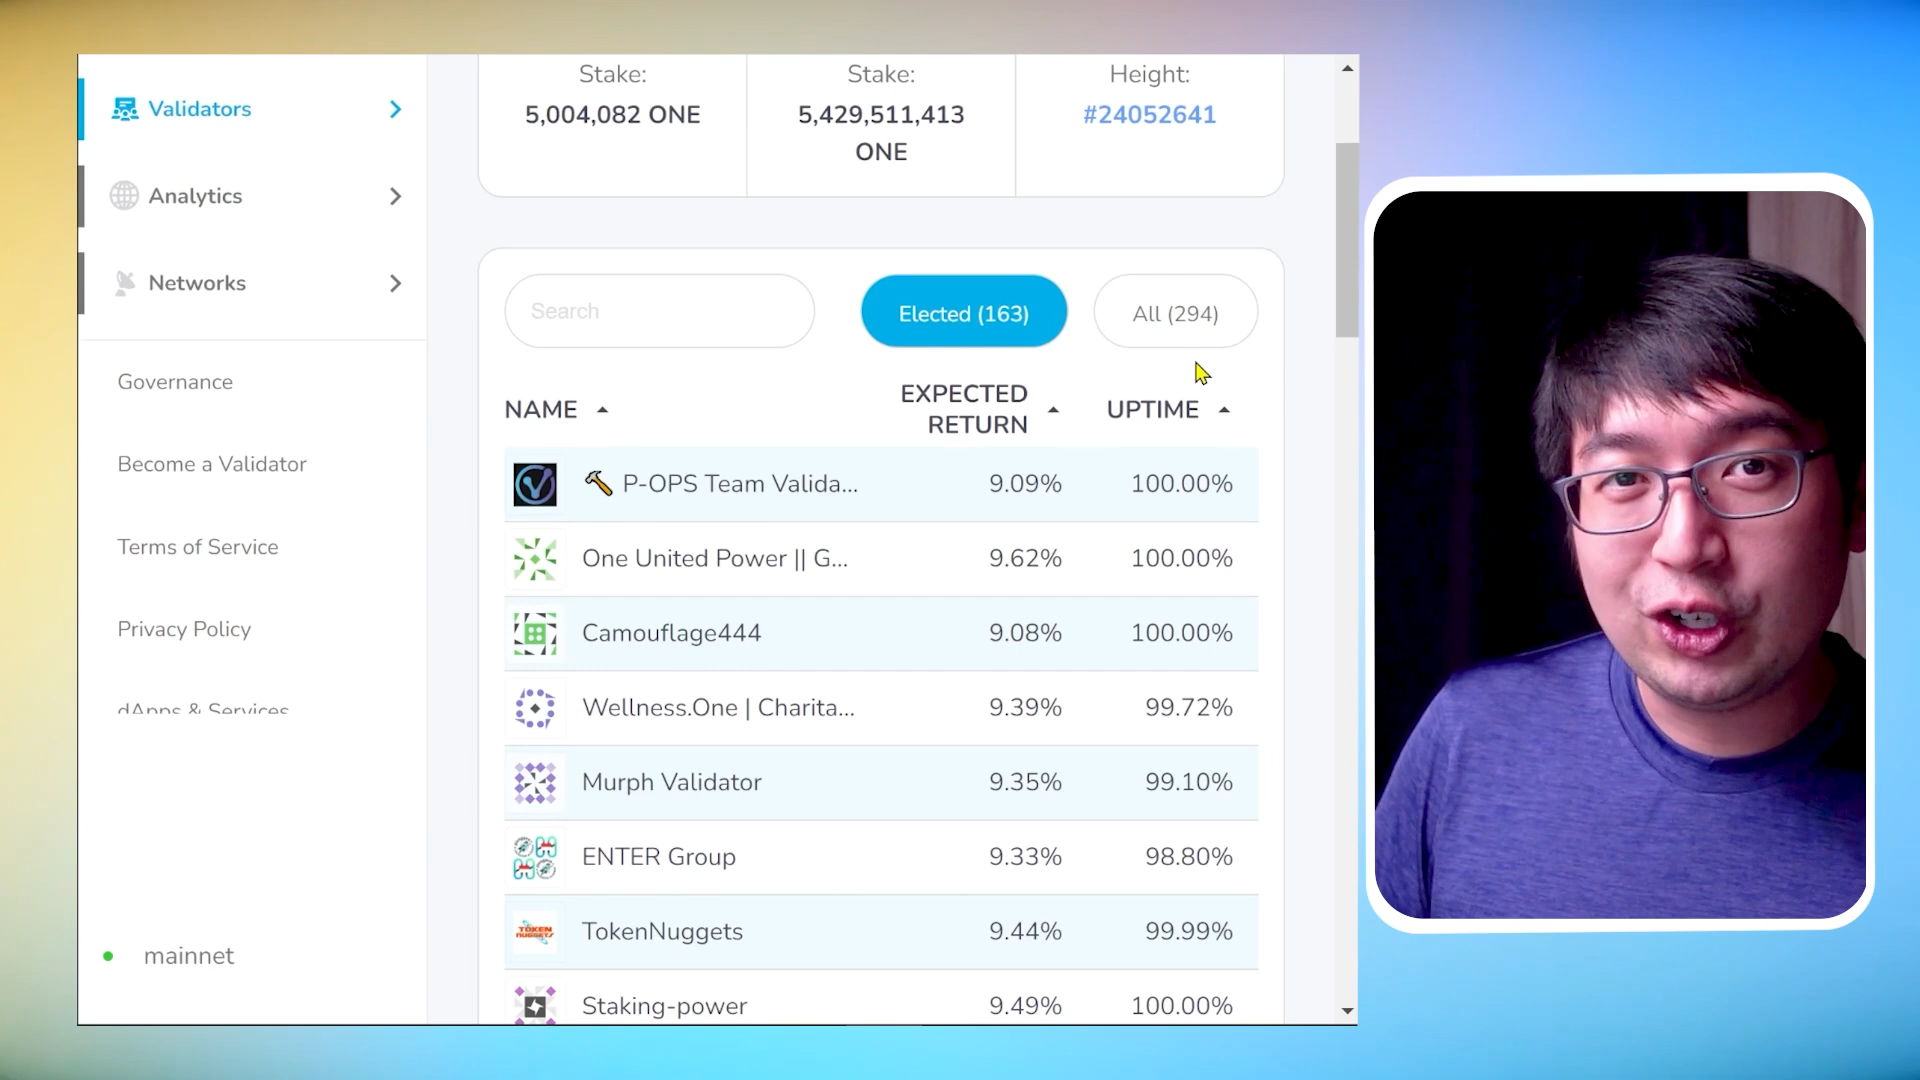 Validators
Analytics
Networks
Governance
Become a Validator
Terms of Service
Privacy Policy
dApps & Services
mainnet
Stake:
5,004,082 ONE
Stake:
5,429,511,413
ONE
Height:
#24052641
Search
Elected (163)
All (294)
NAME
EXPECTED
RETURN
UPTIME
P-OPS Team Valida... 9.09% 100.00%
One United Power || G... 9.62% 100.00%
Camouflage444 9.08% 100.00%
Wellness.One | Charita... 9.39% 99.72%
Murph Validator 9.35% 99.10%
ENTER Group 9.33% 98.80%
TOKEN
NUGGETS
TokenNuggets 9.44% 99.99%
Staking-power 9.49% 100.00%